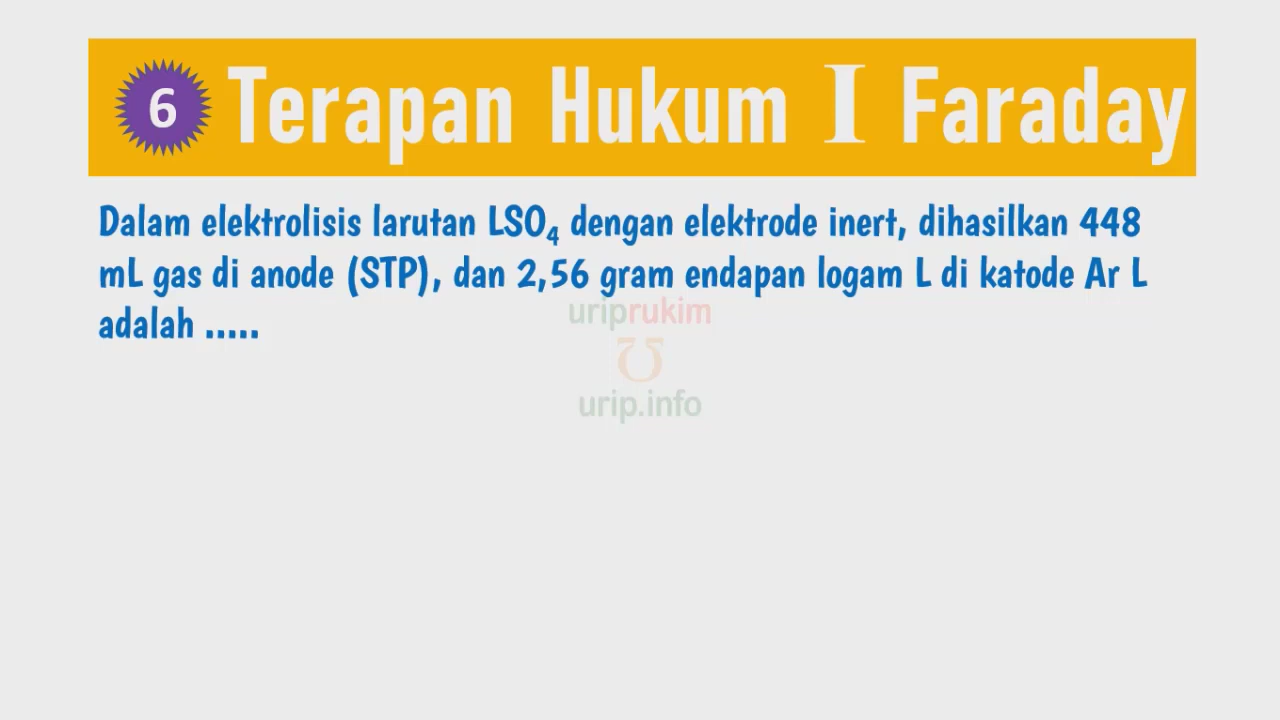 6 Terapan Hukum I Faraday
Dalam elektrolisis larutan LSO₄ dengan elektrode inert, dihasilkan 448
mL gas di anode (STP), dan 2,56 gram endapan logam L di katode Ar L
adalah .....
uriprukim
urip.info